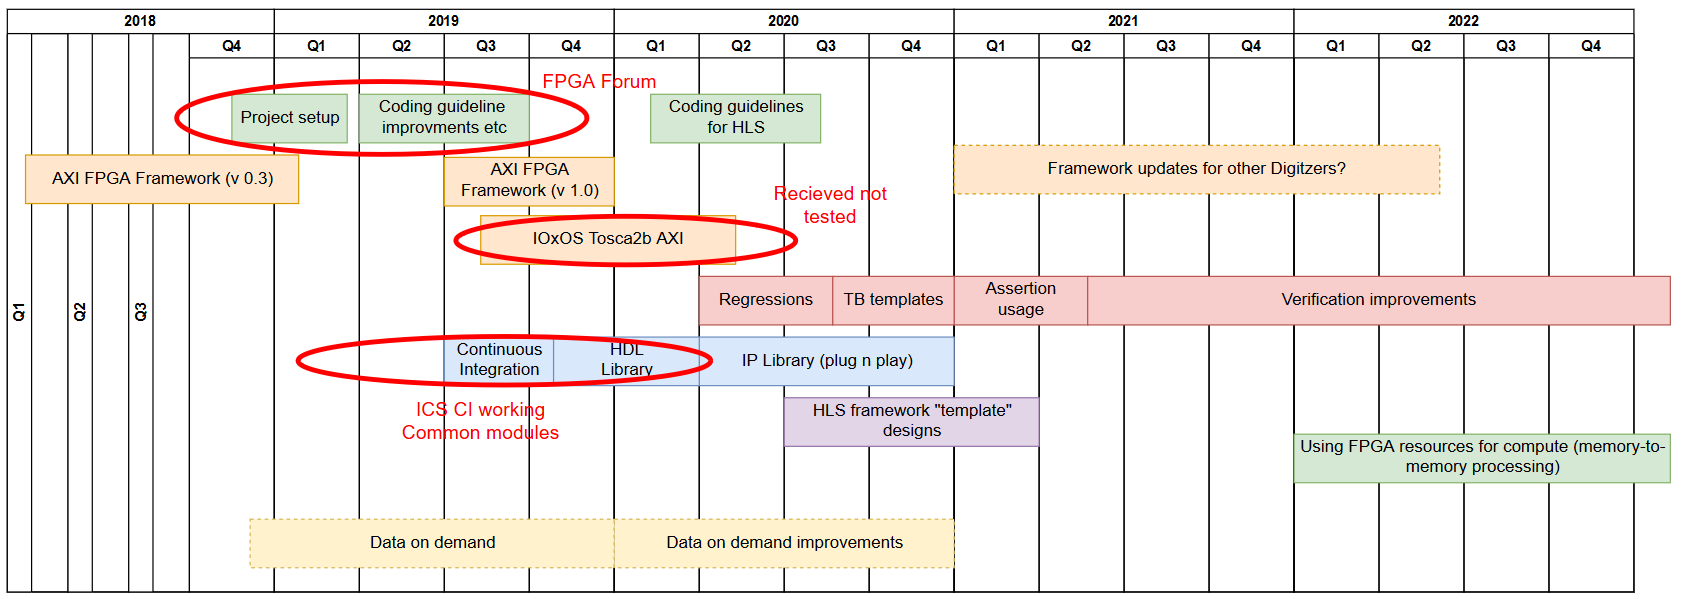 2018
2019
2020
2021
2022
Q4
Q1
Q2
Q3
Q4
Q1
Q2
Q3
Q4
Q1
Q2
Q3
Q4
Q1
Q2
Q3
Q4
FPGA Forum
Project setup
Coding guideline
improvments etc
Coding guidelines
for HLS
AXI FPGA Framework (v 0.3)
AXI FPGA
Framework (v 1.0)
Framework updates for other Digitzers?
Recieved not
tested
IOxOS Tosca2b AXI
Q1
Q2
Q3
Regressions
TB templates
Assertion
usage
Verification improvements
Continuous
Integration
HDL
Library
IP Library (plug n play)
ICS CI working
Common modules
HLS framework "template"
designs
Using FPGA resources for compute (memory-to-
memory processing)
Data on demand
Data on demand improvements